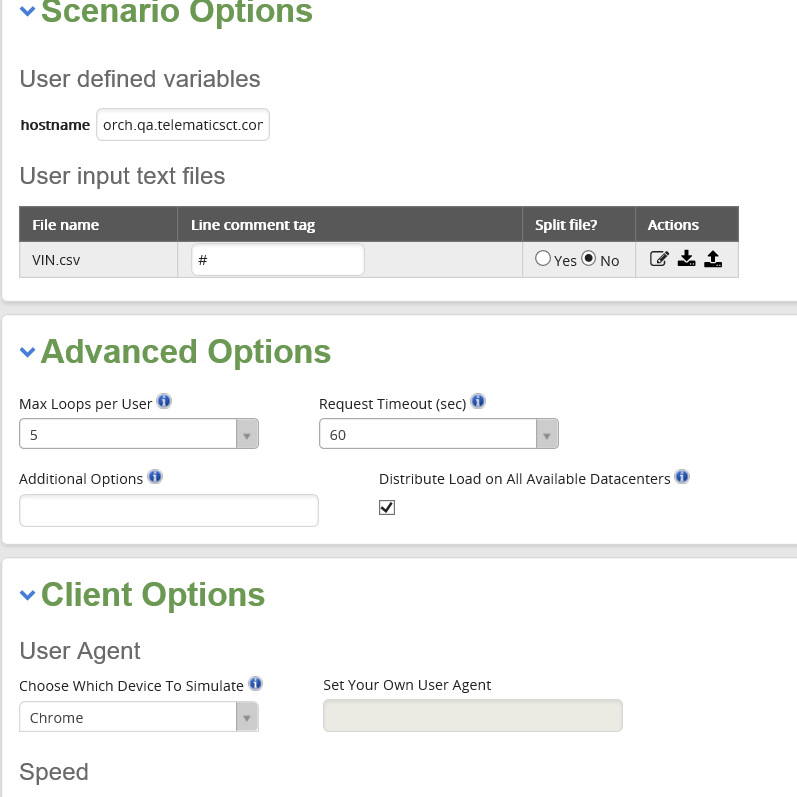 Scenario Options
User defined variables
hostname orch.qa.telematicsct.cor
User input text files
File name Line comment tag Split file? Actions
VIN.csv # Yes No
Advanced Options
Max Loops per User Request Timeout (sec)
5 60
Additional Options Distribute Load on All Available Datacenters
Client Options
User Agent
Choose Which Device To Simulate Set Your Own User Agent
Chrome
Speed